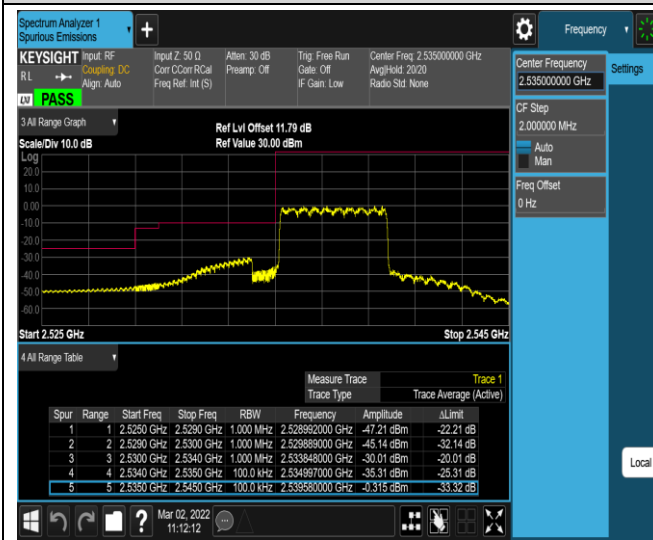 Spectrum Analyzer 1
Spurious Emissions
+
Frequency
KEYSIGHT Input: RF Input Z: 50 Ω Atten: 30 dB Trig: Free Run Center Freq: 2.535000000 GHz
RL Coupling: DC Corr CCorr RCal Preamp: Off Gate: Off Avg|Hold: 20/20
Align: Auto Freq Ref: Int (S) IF Gain: Low Radio Std: None
LXI PASS
Center Frequency
2.535000000 GHz
Settings
CF Step
2.000000 MHz
Auto
Man
Freq Offset
0 Hz
3 All Range Graph
Ref Lvl Offset 11.79 dB
Scale/Div 10.0 dB Ref Value 30.00 dBm
Log
20.0
10.0
0.00
-10.0
-20.0
-30.0
-40.0
-50.0
-60.0
Start 2.525 GHz Stop 2.545 GHz
4 All Range Table
Measure Trace Trace 1
Trace Type Trace Average (Active)
Spur Range Start Freq Stop Freq RBW Frequency Amplitude ΔLimit
1 1 2.5250 GHz 2.5290 GHz 1.000 MHz 2.528992000 GHz -47.21 dBm -22.21 dB
2 2 2.5290 GHz 2.5300 GHz 1.000 MHz 2.529889000 GHz -45.14 dBm -32.14 dB
3 3 2.5300 GHz 2.5340 GHz 1.000 MHz 2.533848000 GHz -30.01 dBm -20.01 dB
4 4 2.5340 GHz 2.5350 GHz 100.0 kHz 2.534997000 GHz -35.31 dBm -25.31 dB
5 5 2.5350 GHz 2.5450 GHz 100.0 kHz 2.539580000 GHz -0.315 dBm -33.32 dB
Local
? Mar 02, 2022
11:12:12